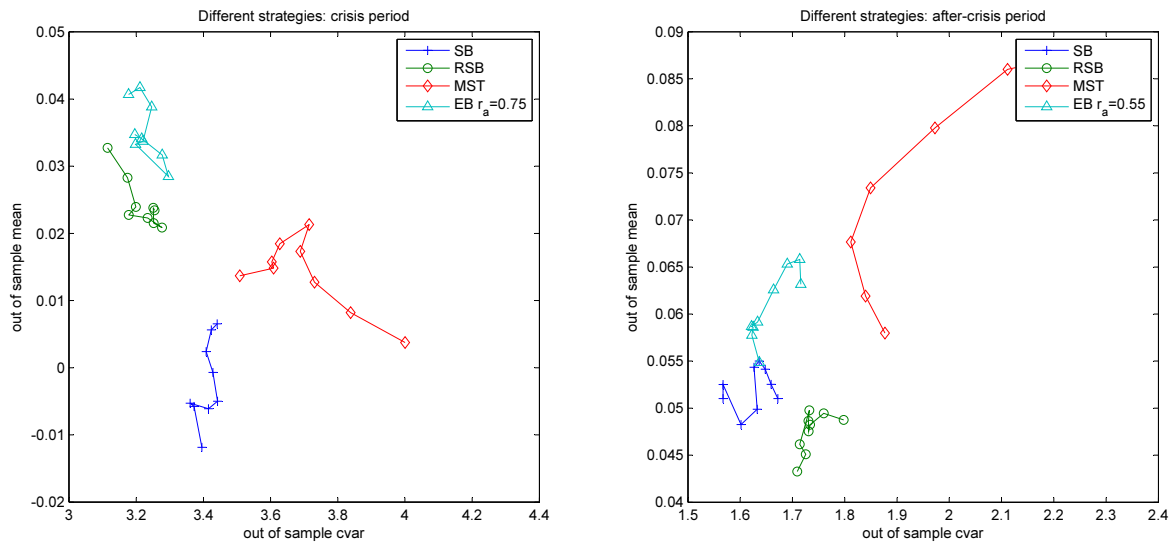 Different strategies: crisis period
0.05
0.04
0.03
0.02
0.01
0
-0.01
-0.02
out of sample mean
3
3.2
3.4
3.6
3.8
4
4.2
4.4
out of sample cvar
SB
RSB
MST
EB r_a=0.75
Different strategies: after-crisis period
0.09
0.085
0.08
0.075
0.07
0.065
0.06
0.055
0.05
0.045
0.04
out of sample mean
1.5
1.6
1.7
1.8
1.9
2
2.1
2.2
2.3
2.4
out of sample cvar
SB
RSB
MST
EB r_a=0.55